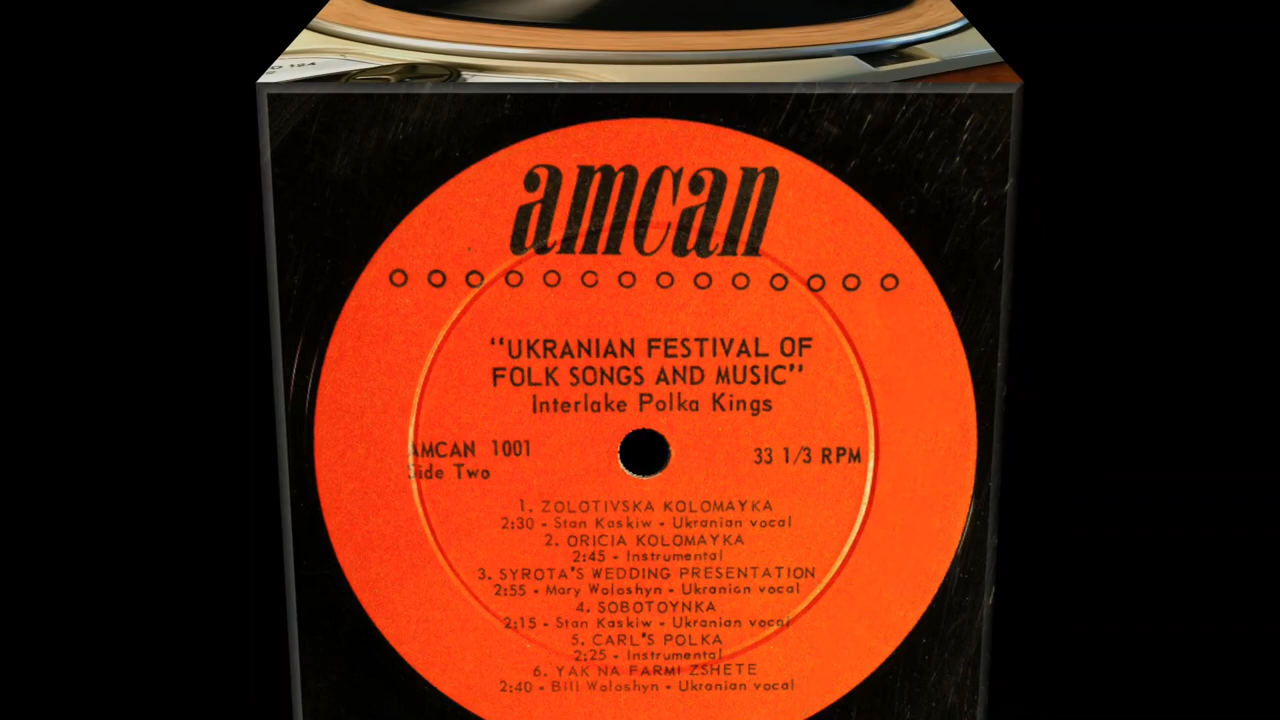 124
amcan
“UKRANIAN FESTIVAL OF
FOLK SONGS AND MUSIC”
Interlake Polka Kings
AMCAN 1001
Side Two
33 1/3 RPM
1. ZOLOTIVSKA KOLOMAYKA
2:30 - Stan Kaskiw - Ukranian vocal
2. ORICIA KOLOMAYKA
2:45 - Instrumental
3. SYROTA'S WEDDING PRESENTATION
2:55 - Mary Woloshyn - Ukranian vocal
4. SOBOTOYNKA
2:15 - Stan Kaskiw - Ukranian vocal
5. CARL'S POLKA
2:25 - Instrumental
6. YAK NA FARMI ZSHETE
2:40 - Bill Woloshyn - Ukranian vocal